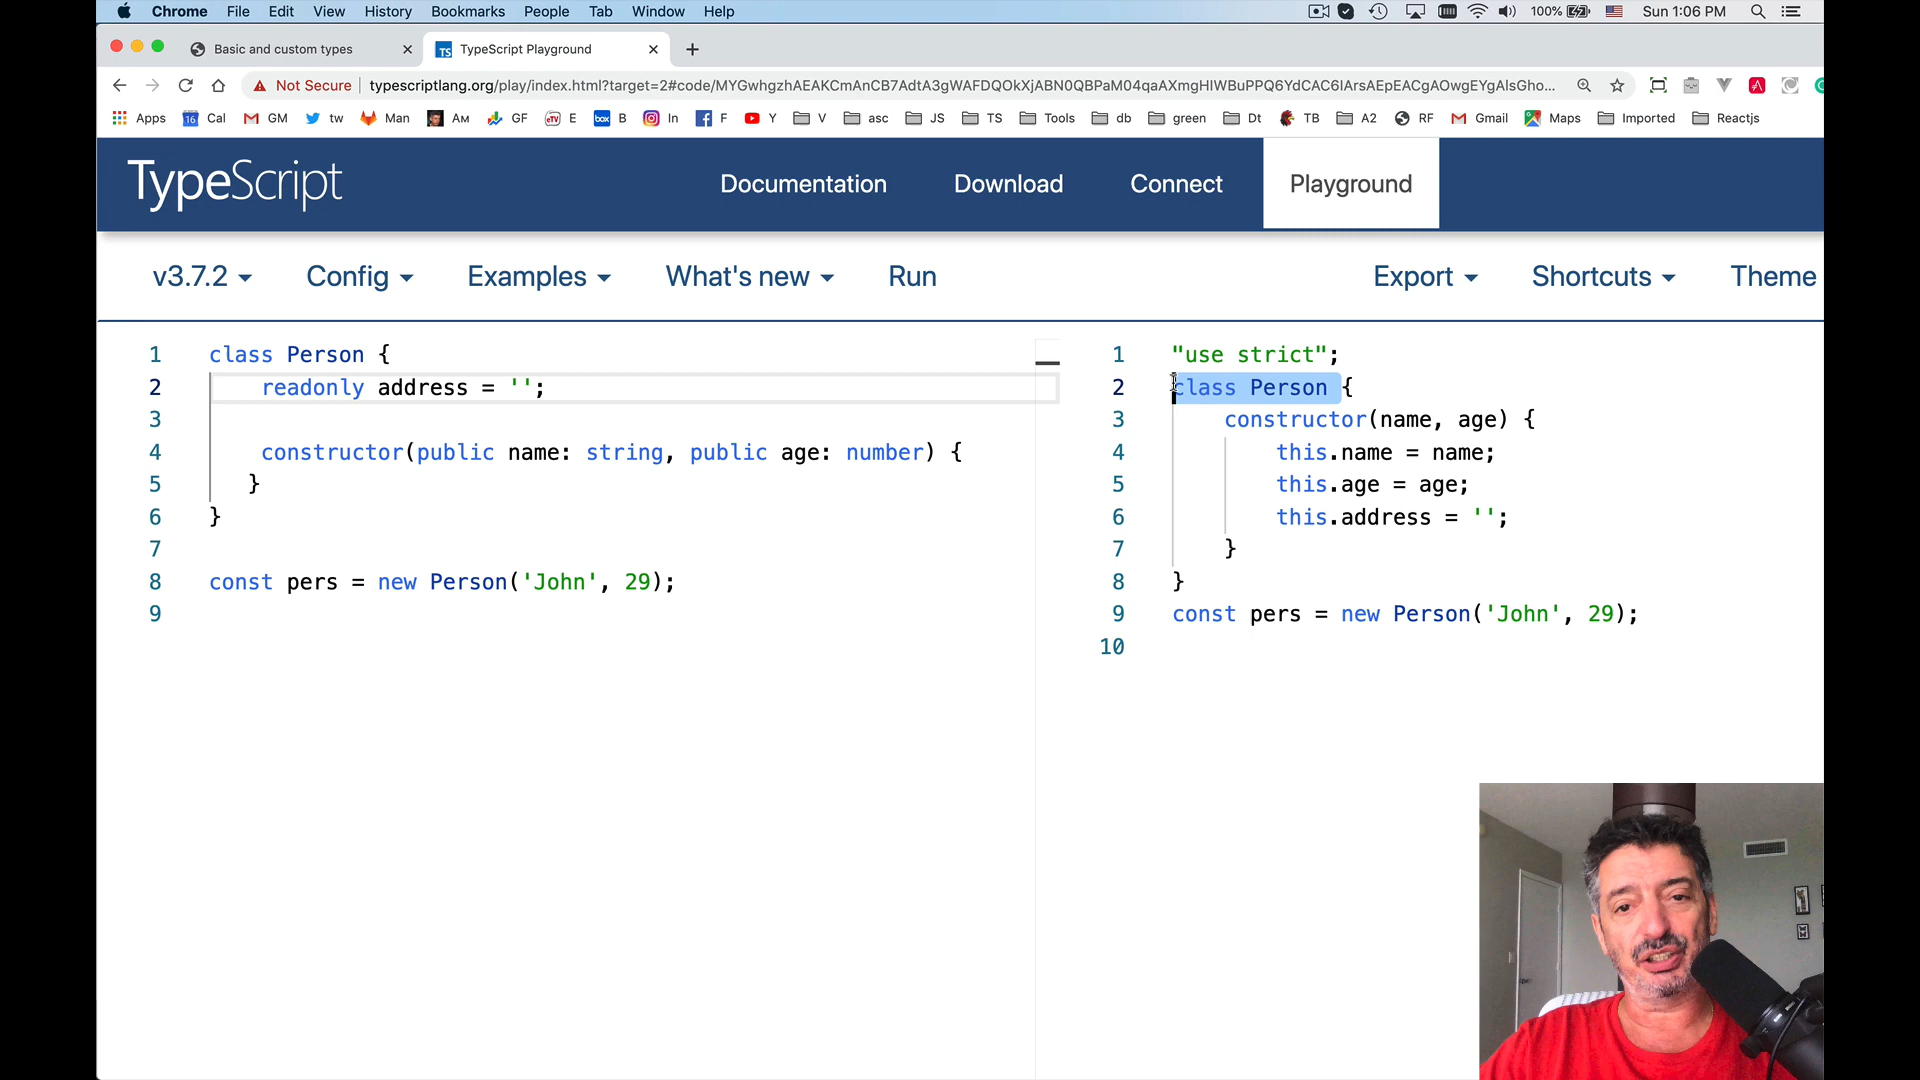 Chrome File Edit View History Bookmarks People Tab Window Help 100% Sun 1:06 PM
Basic and custom types TypeScript Playground
Not Secure typescriptlang.org/play/index.html?target=2#code/MYGwhgzhAEAKCmAnCB7AdtA3gWAFDQOkXjABN0QBPaM04qaAXmgHIWBuPPQ6YdCAC6IArsAEpEACgAOwgEYgAlsGho...
Apps 16 Cal GM tw Man Aм GF eTV E box B In F Y V asc JS TS Tools db green Dt TB A2 RF Gmail Maps Imported Reactjs
TypeScript Documentation Download Connect Playground
v3.7.2 Config Examples What's new Run Export Shortcuts Theme
1 class Person {
2 readonly address = '';
3
4 constructor(public name: string, public age: number) {
5 }
6 }
7
8 const pers = new Person('John', 29);
9
1 "use strict";
2 class Person {
3 constructor(name, age) {
4 this.name = name;
5 this.age = age;
6 this.address = '';
7 }
8 }
9 const pers = new Person('John', 29);
10